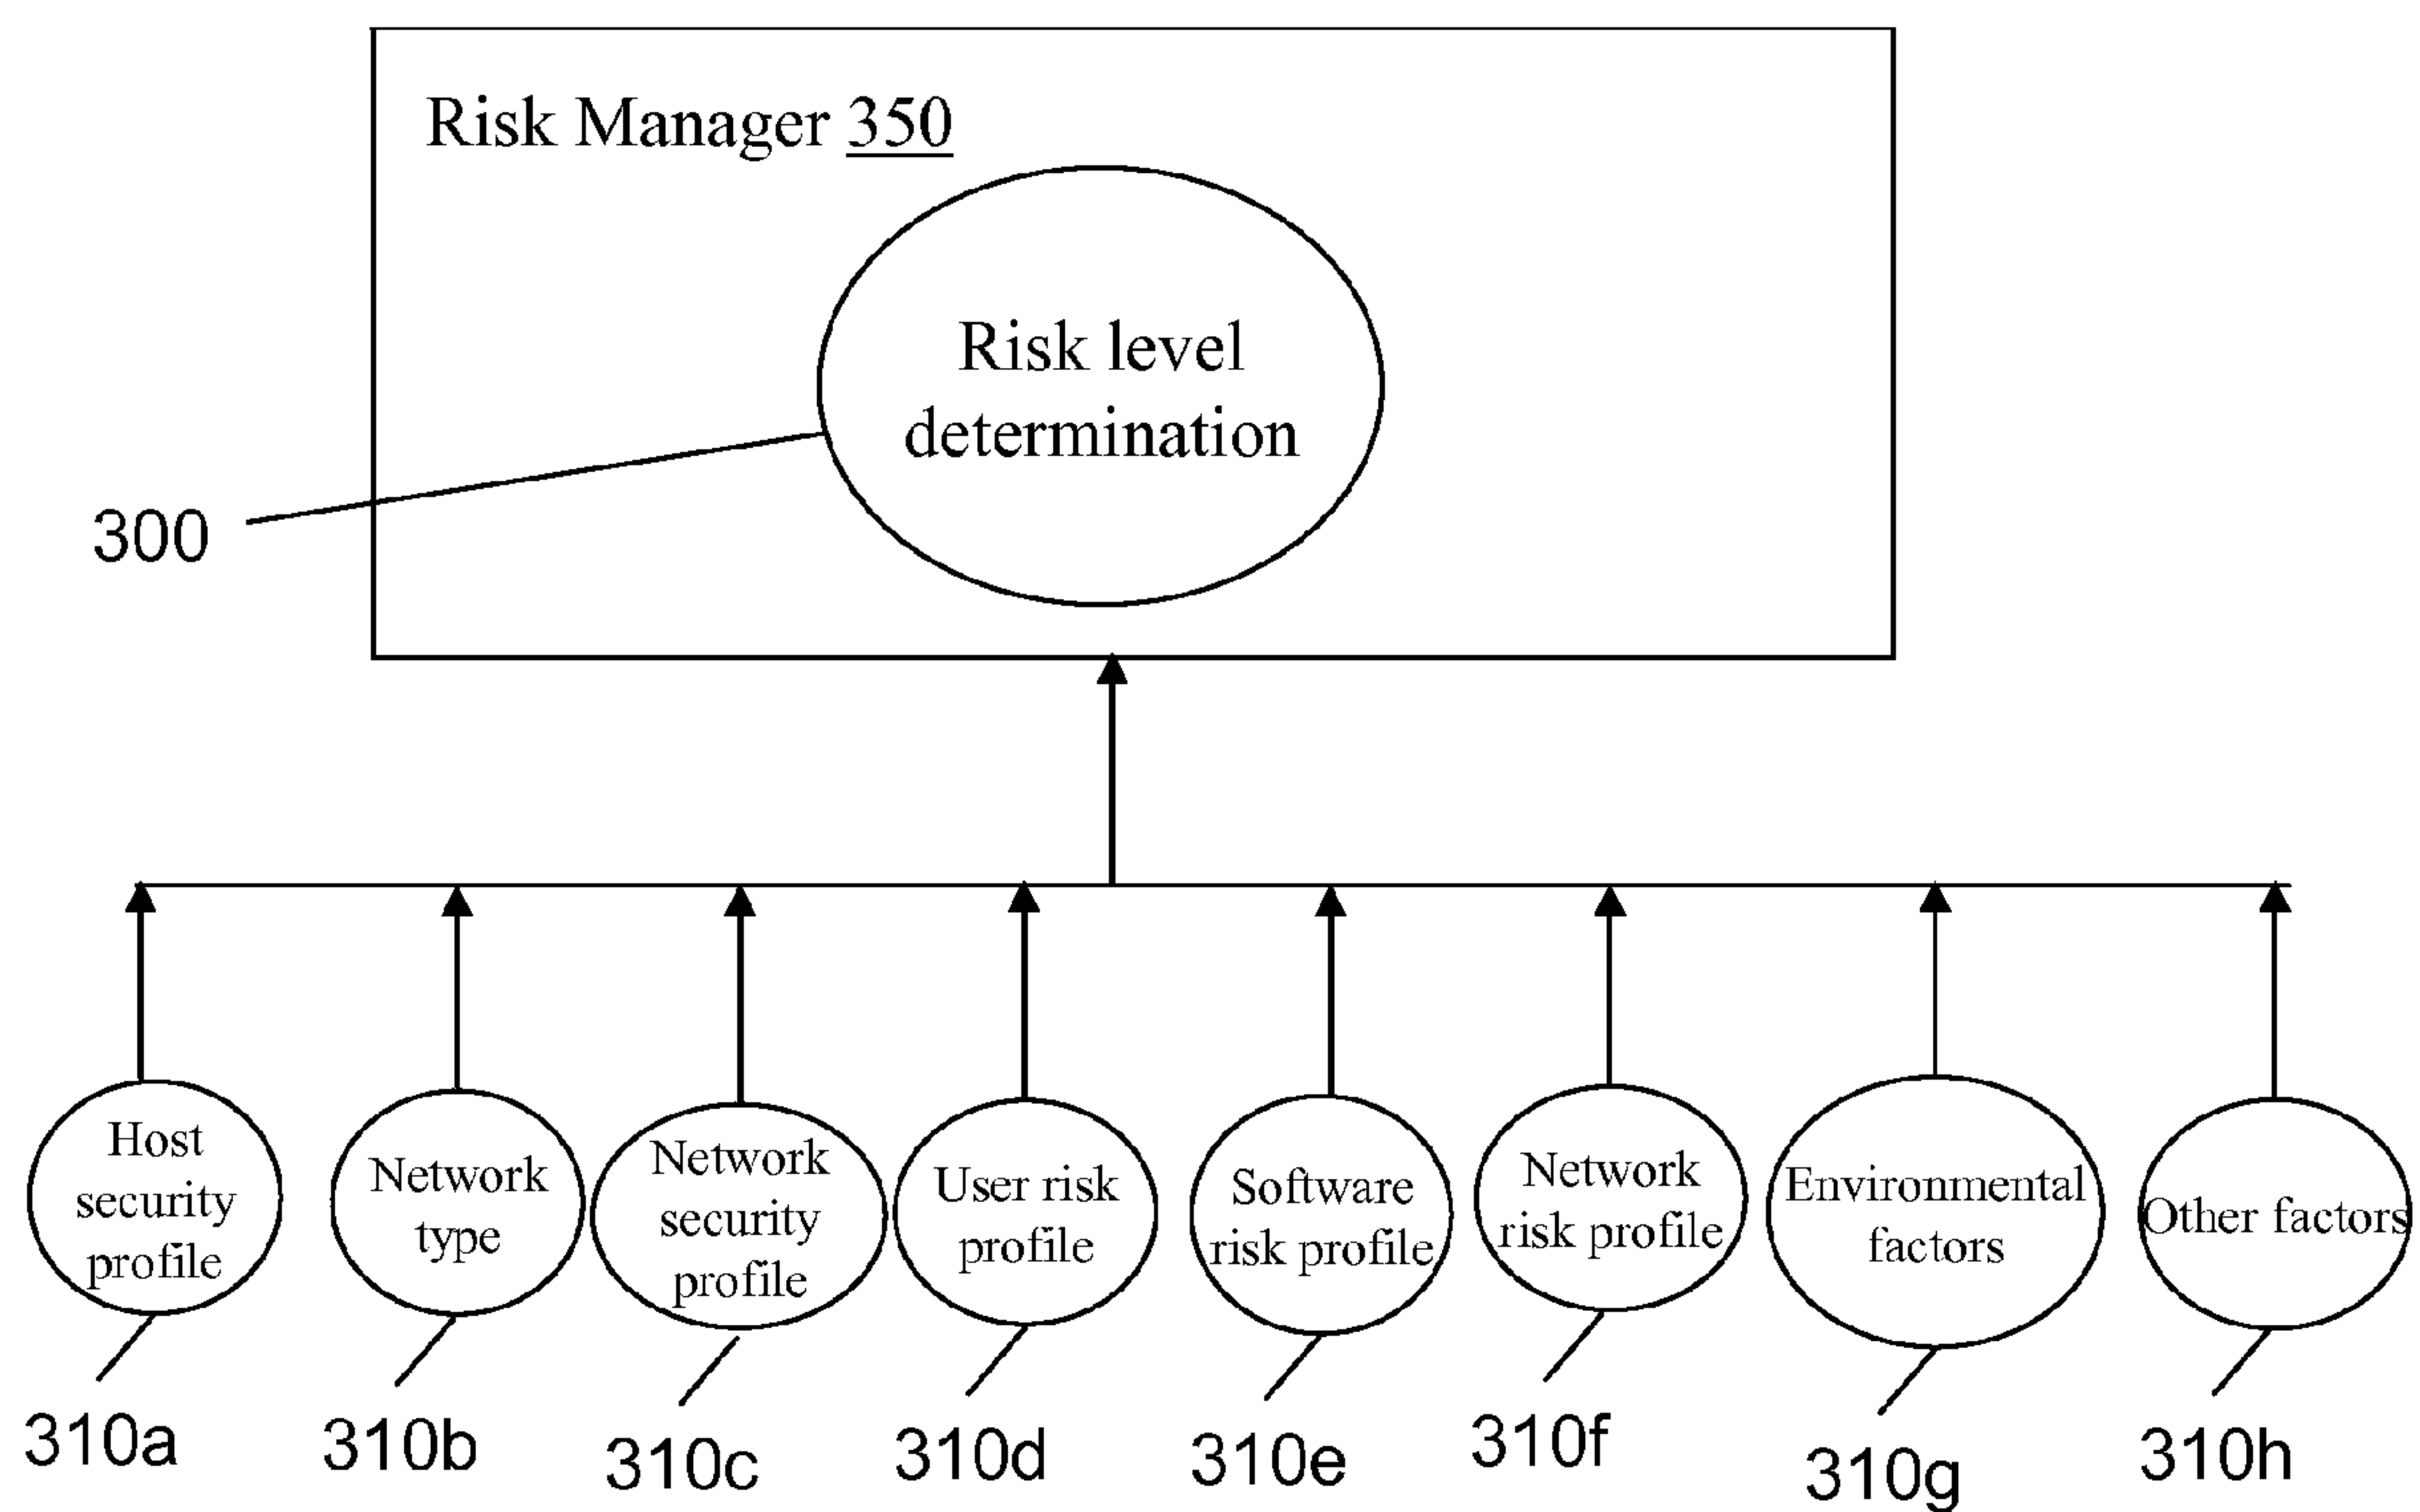 Risk Manager 350
Risk level
determination
300
Host
security
profile
Network
type
Network
security
profile
User risk
profile
Software
risk profile
Network
risk profile
Environmental
factors
Other factors
310a
310b
310c
310d
310e
310f
310g
310h